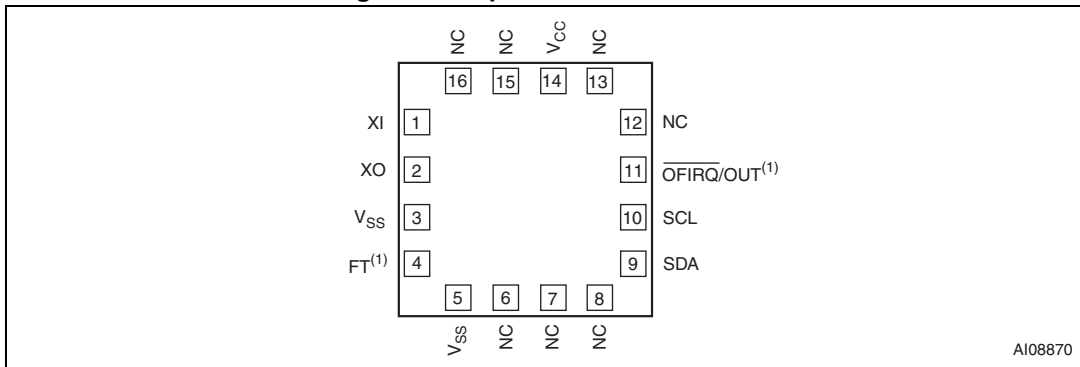 NC NC VCC NC
16 15 14 13
XI 1 12 NC
XO 2 11 OFIRQ/OUT(1)
VSS 3 10 SCL
FT(1) 4 9 SDA
5 6 7 8
VSS NC NC NC
AI08870